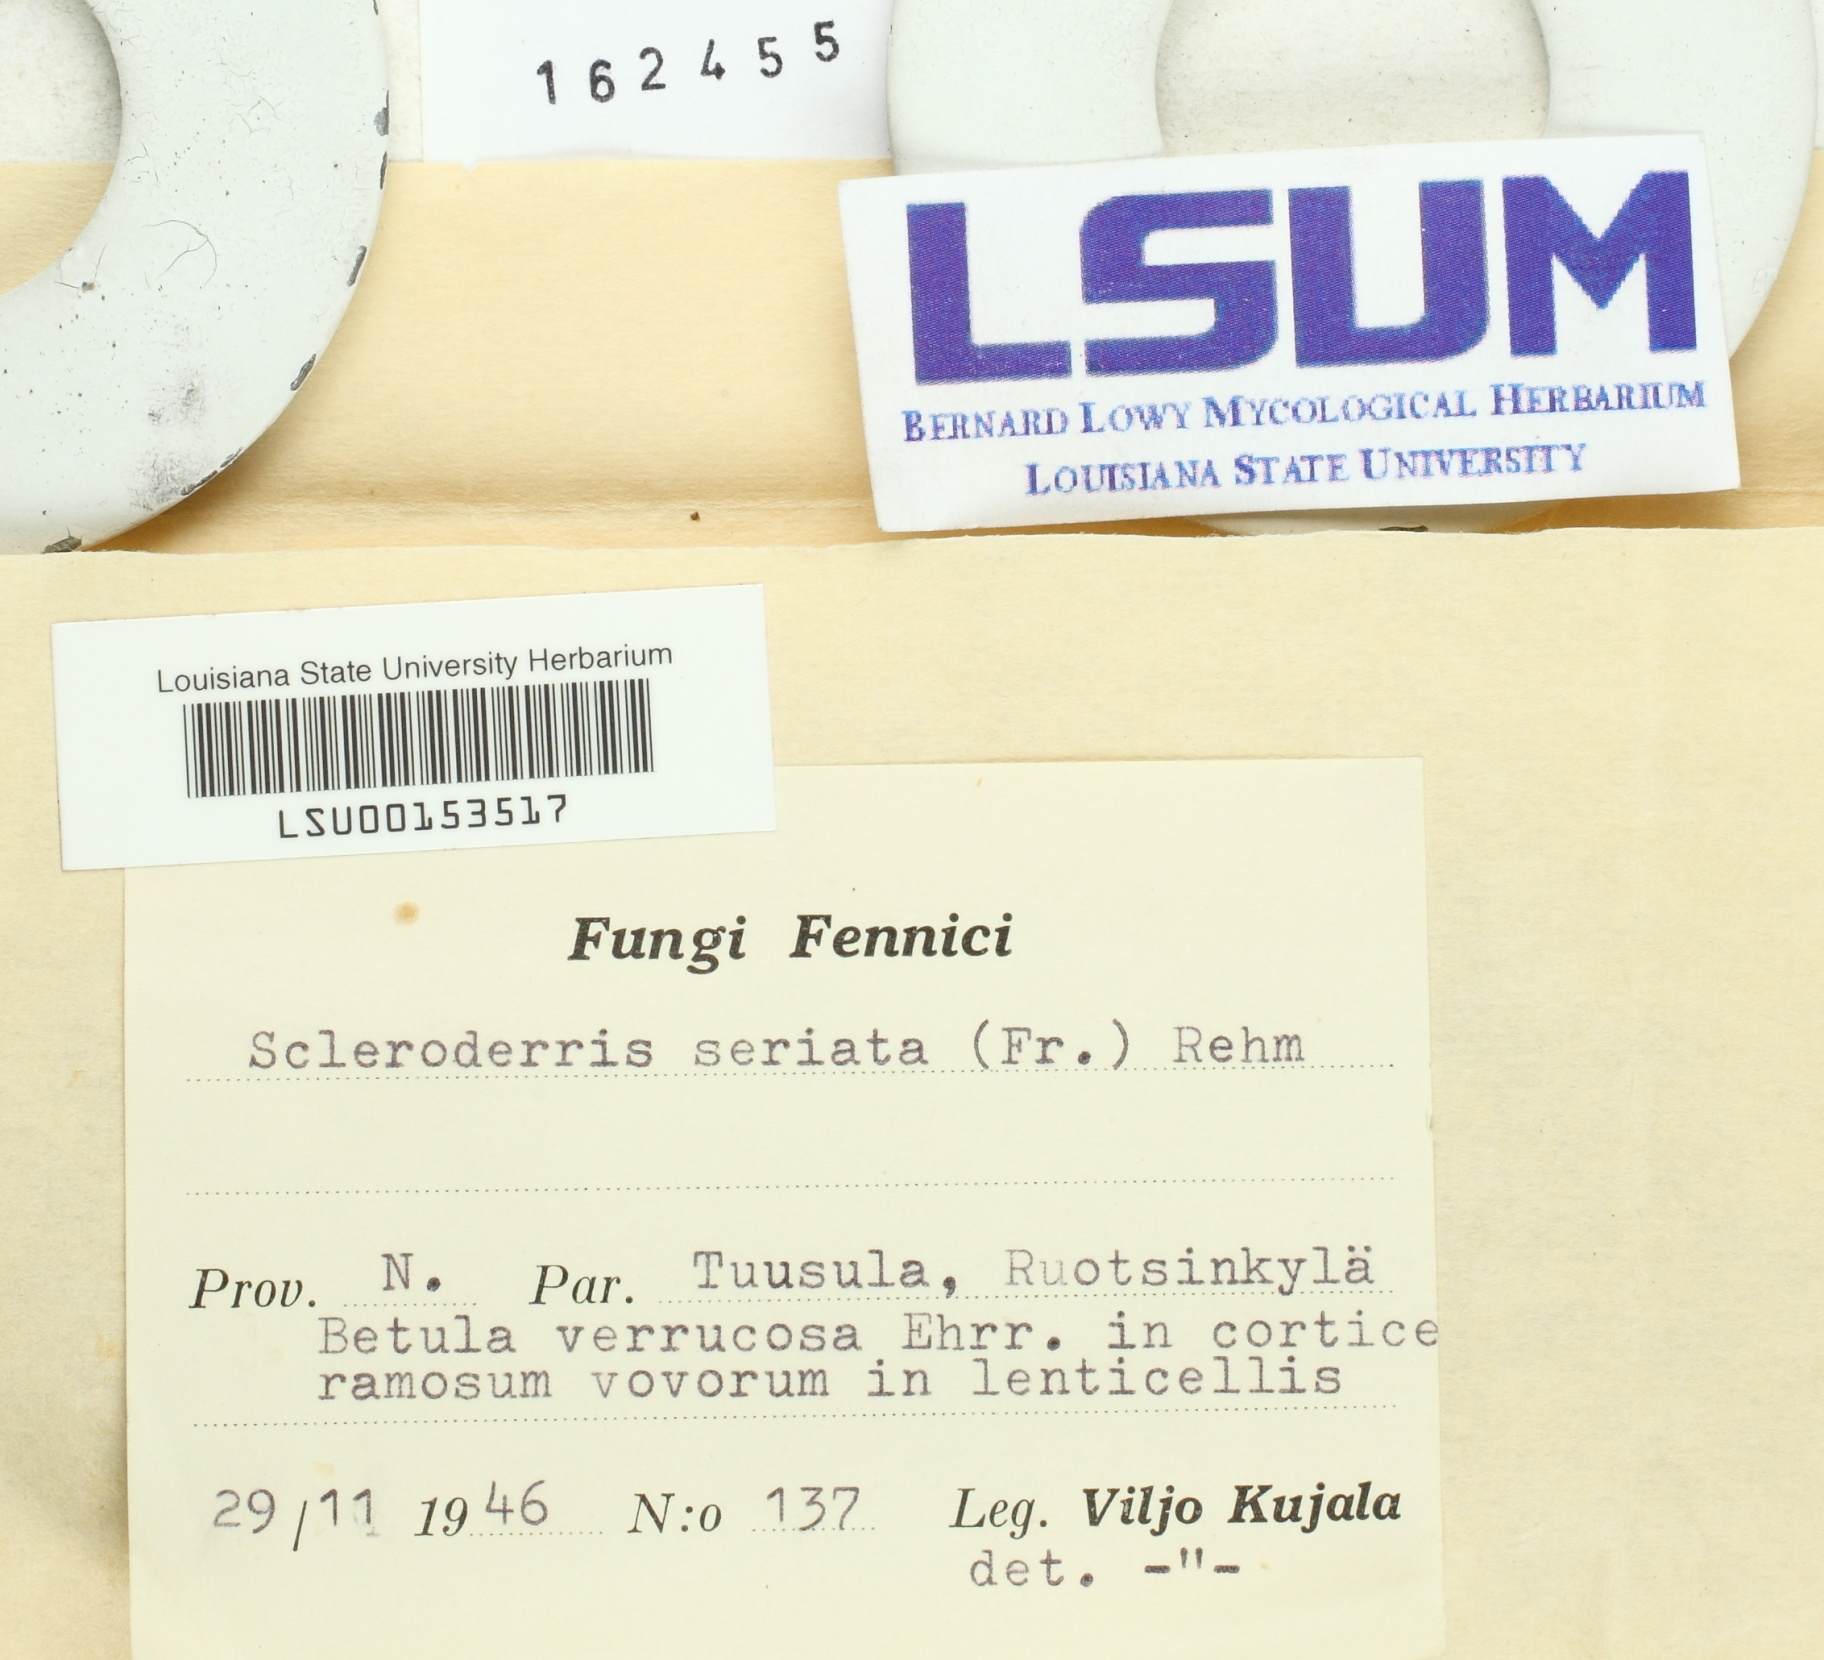 162455
LSUM
BERNARD LOWY MYCOLOGICAL HERBARIUM
LOUISIANA STATE UNIVERSITY
Louisiana State University Herbarium
LSU00153517
Fungi Fennici
Scleroderris seriata (Fr.) Rehm
Prov. N. Par. Tuusula, Ruotsinkylä
Betula verrucosa Ehrr. in cortice
ramosum vovorum in lenticellis
29/11 1946 N:o 137 Leg. Viljo Kujala
det. -"-